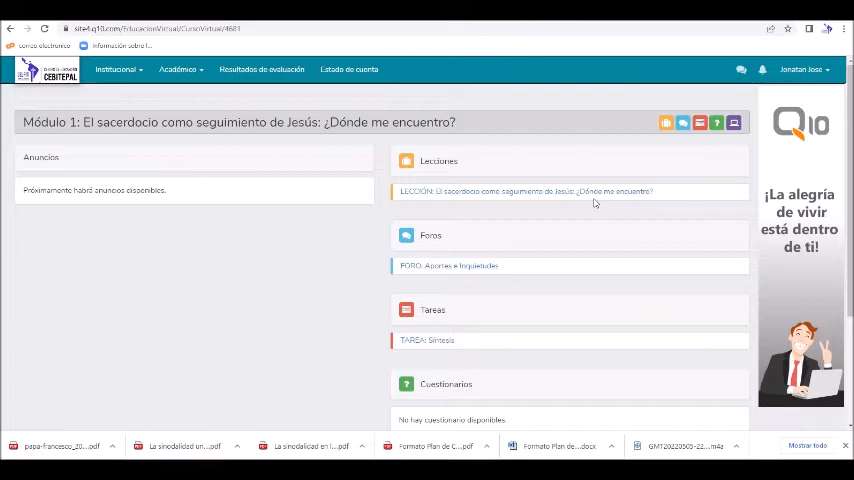 site4.q10.com/EducacionVirtual/CursoVirtual/4681
correo electronico
Información sobre l...
CEBITEPAL
Institucional
Académico
Resultados de evaluación
Estado de cuenta
Jonatan Jose
Módulo 1: El sacerdocio como seguimiento de Jesús: ¿Dónde me encuentro?
Anuncios
Próximamente habrá anuncios disponibles.
Lecciones
LECCIÓN: El sacerdocio como seguimiento de Jesús: ¿Dónde me encuentro?
Foros
FORO: Aportes e Inquietudes
Tareas
TAREA: Síntesis
Cuestionarios
No hay cuestionario disponibles.
Q10
¡La alegría
de vivir
está dentro
de ti!
papa-francesco_20....pdf
La sinodalidad un....pdf
La sinodalidad en l....pdf
Formato Plan de C....pdf
Formato Plan de....docx
GMT20220505-22....m4a
Mostrar todo